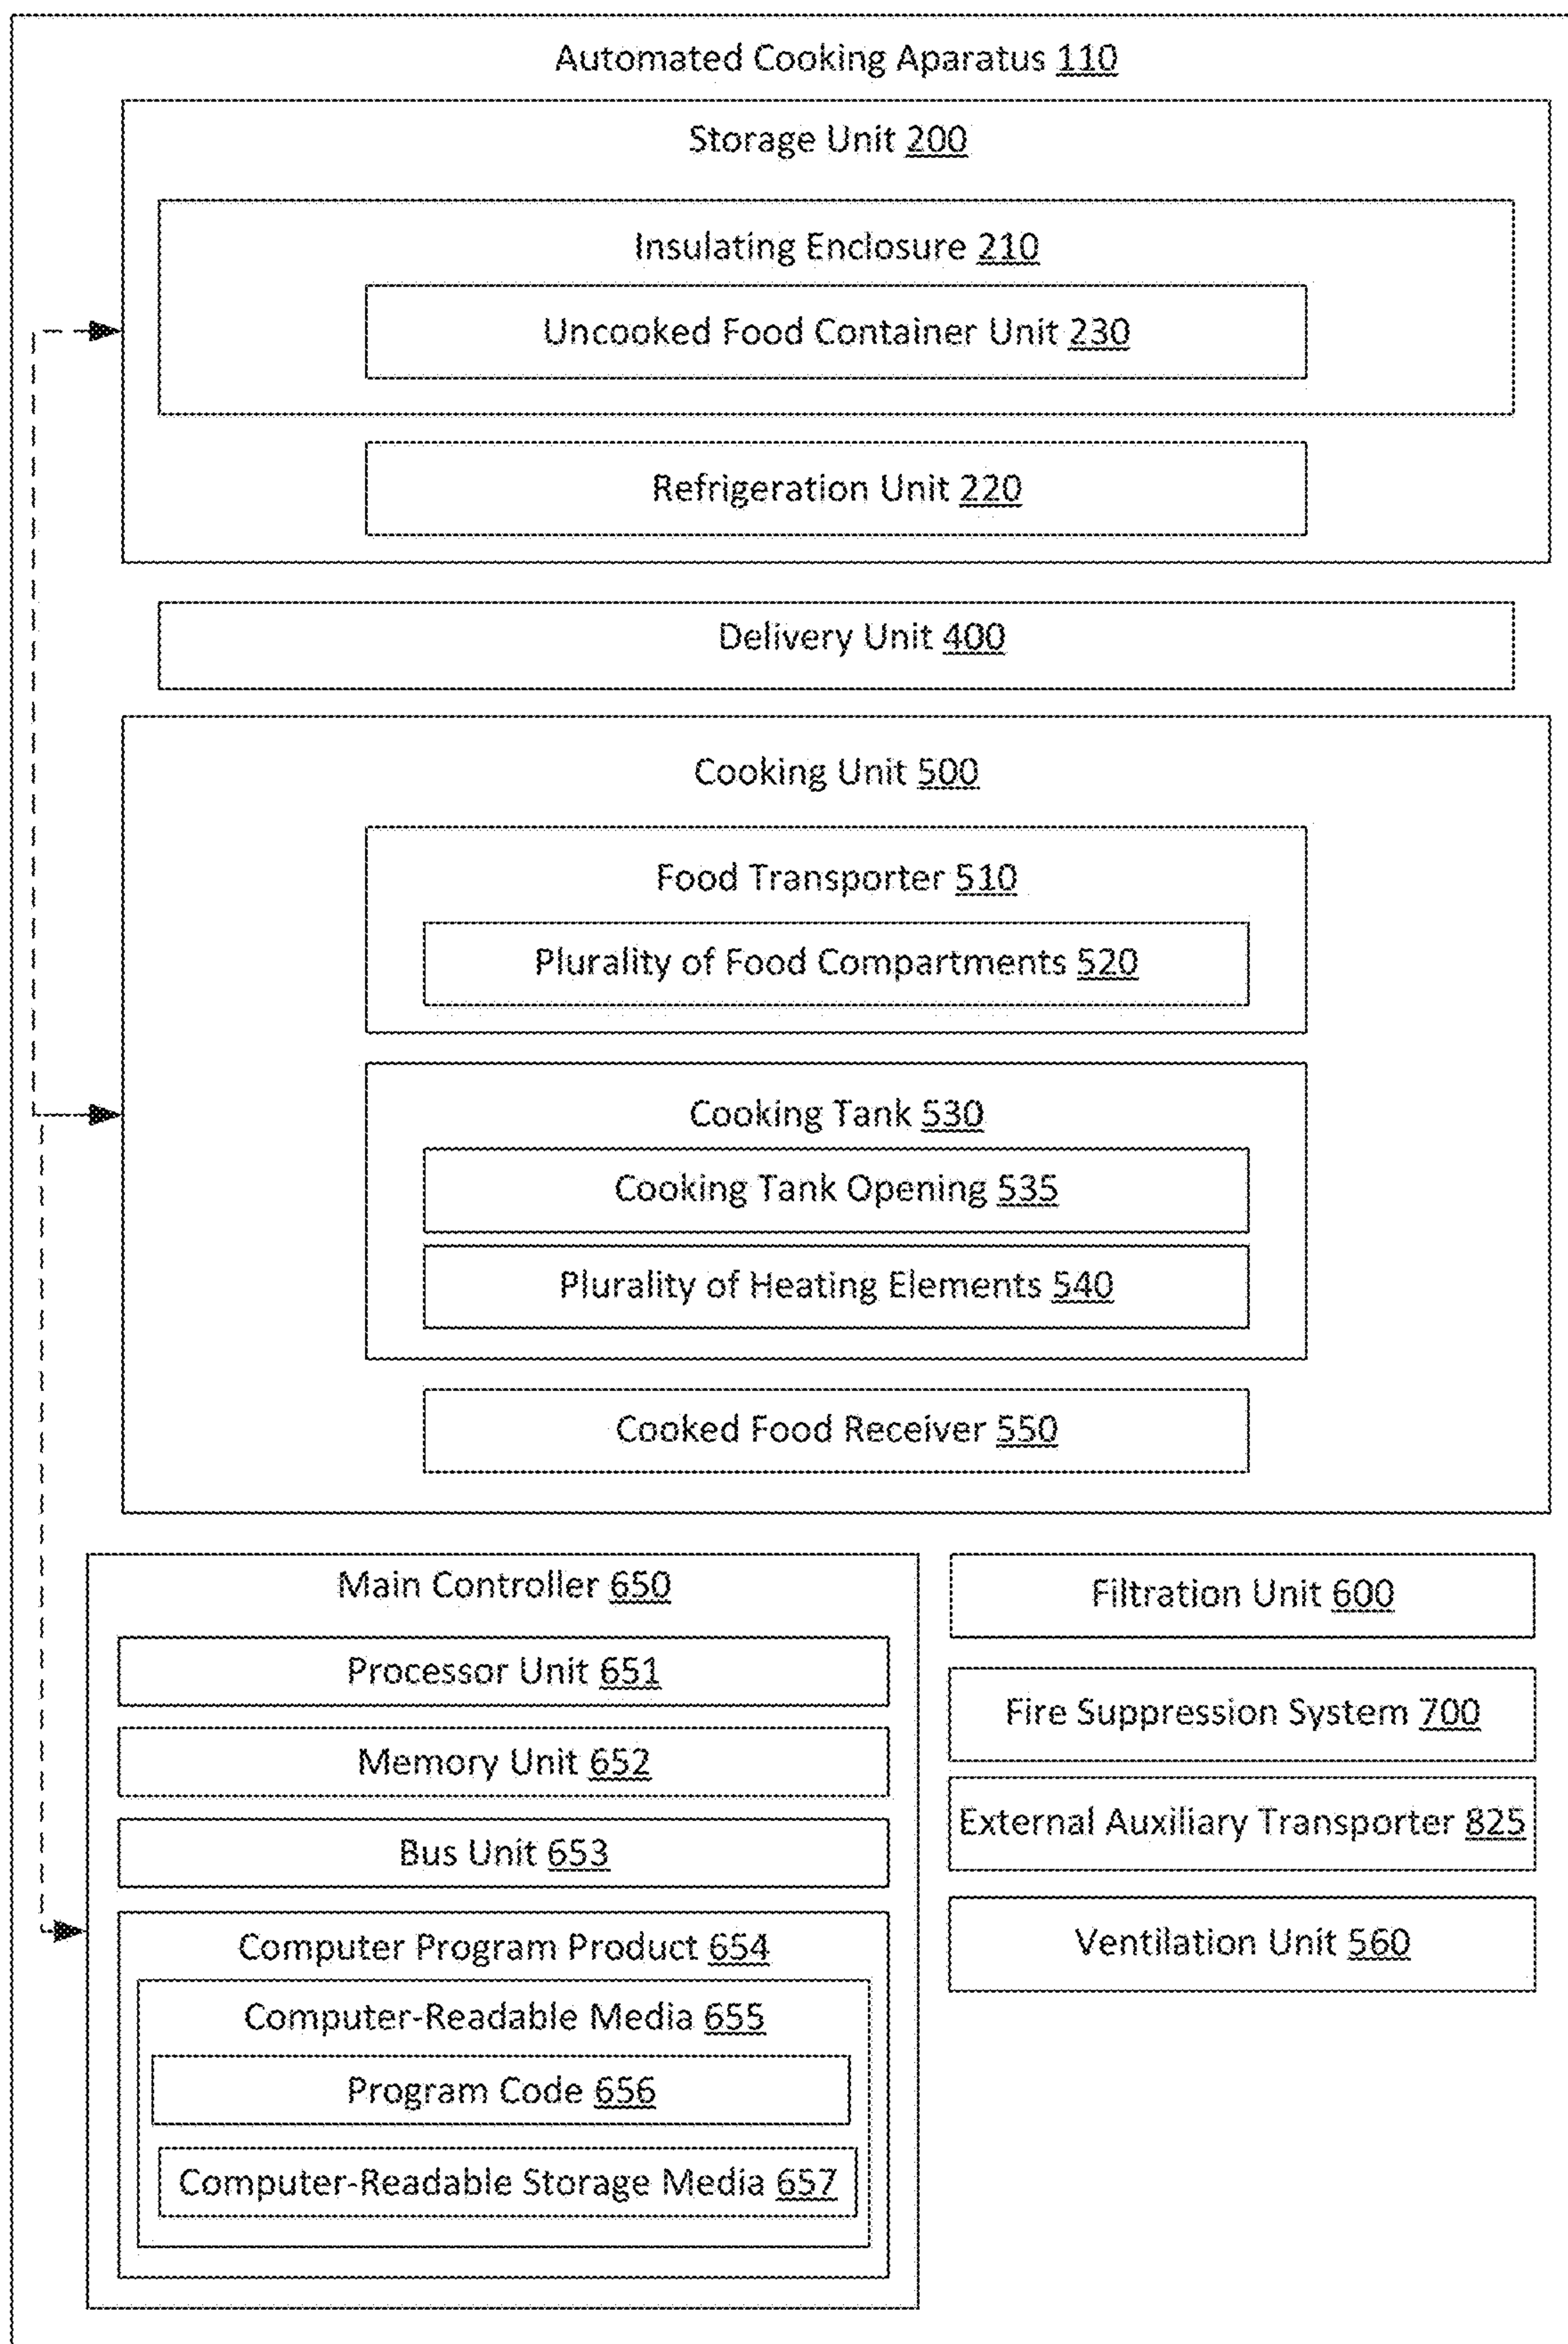 Automated Cooking Aparatus 110
Storage Unit 200
Insulating Enclosure 210
Uncooked Food Container Unit 230
Refrigeration Unit 220
Delivery Unit 400
Cooking Unit 500
Food Transporter 510
Plurality of Food Compartments 520
Cooking Tank 530
Cooking Tank Opening 535
Plurality of Heating Elements 540
Cooked Food Receiver 550
Main Controller 650
Processor Unit 651
Memory Unit 652
Bus Unit 653
Computer Program Product 654
Computer-Readable Media 655
Program Code 656
Computer-Readable Storage Media 657
Filtration Unit 600
Fire Suppression System 700
External Auxiliary Transporter 825
Ventilation Unit 560